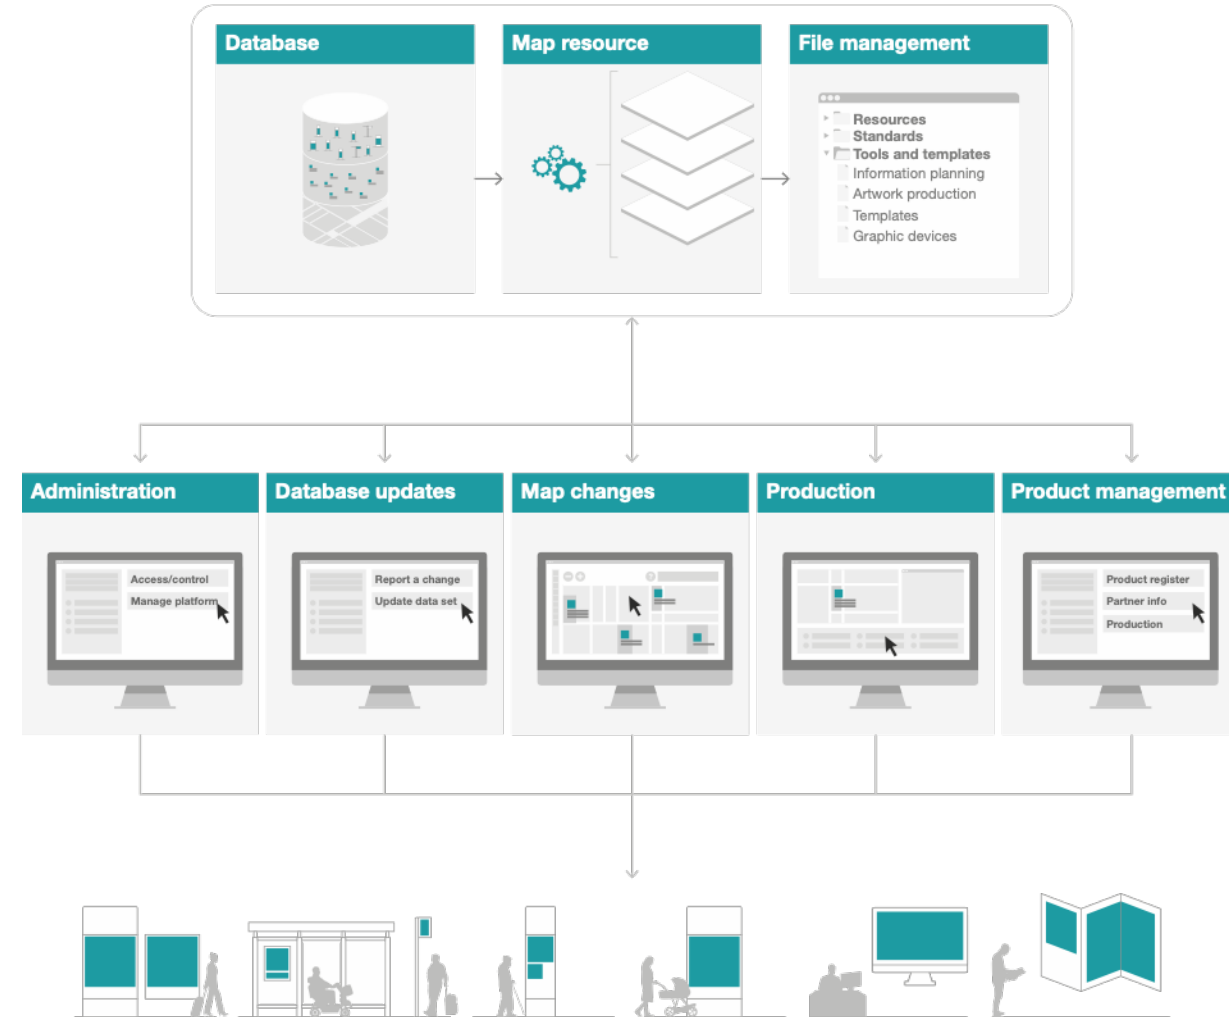 Database
Map resource
File management
Resources
Standards
Tools and templates
Information planning
Artwork production
Templates
Graphic devices
Administration
Database updates
Map changes
Production
Product management
Access/control
Manage platform
Report a change
Update data set
Product register
Partner info
Production